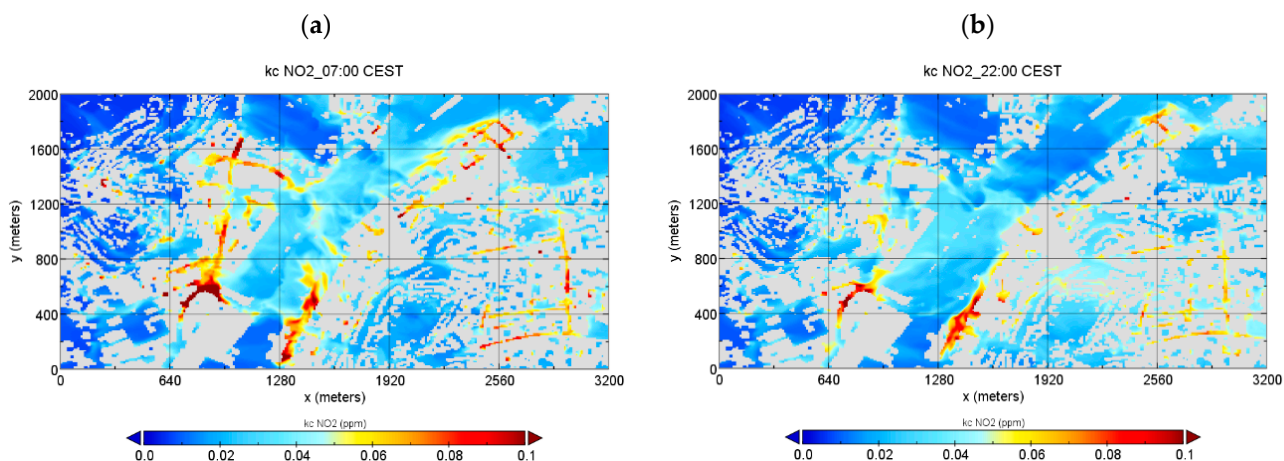 (a)
kc NO2_07:00 CEST
y (meters)
2000
1600
1200
800
400
0
0 640 1280 1920 2560 3200
x (meters)
kc NO2 (ppm)
0.0 0.02 0.04 0.06 0.08 0.1
(b)
kc NO2_22:00 CEST
y (meters)
2000
1600
1200
800
400
0
0 640 1280 1920 2560 3200
x (meters)
kc NO2 (ppm)
0.0 0.02 0.04 0.06 0.08 0.1